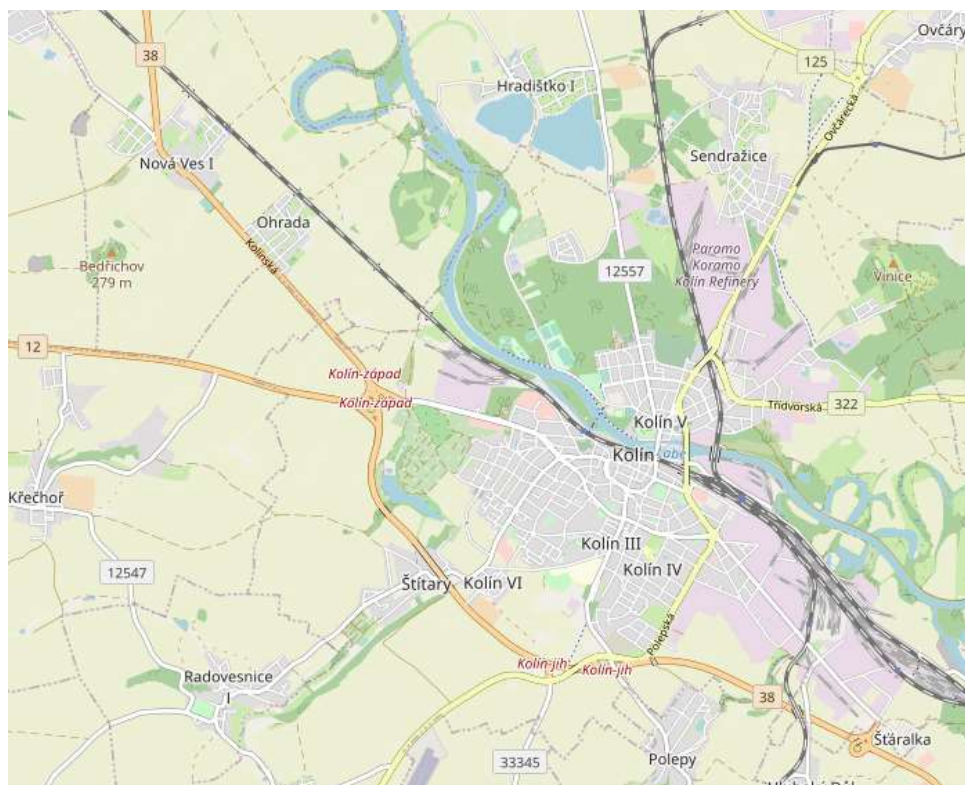 Ovčáry
38
125
Hradišťko I
Ovčárecká
Sendražice
Nová Ves I
Ohrada
Kolínská
Paramo
Koramo
Kolín Refinery
Bedřichov
279 m
12557
Vinice
12
Kolín-západ
Kolín-západ
Třídvorská
322
Kolín V
Kolín
Křečhoř
Kolín III
12547
Kolín IV
Štítary
Kolín VI
Polepská
Kolín-jih
Kolín-jih
Radovesnice
I
38
Šťáralka
33345
Polepy